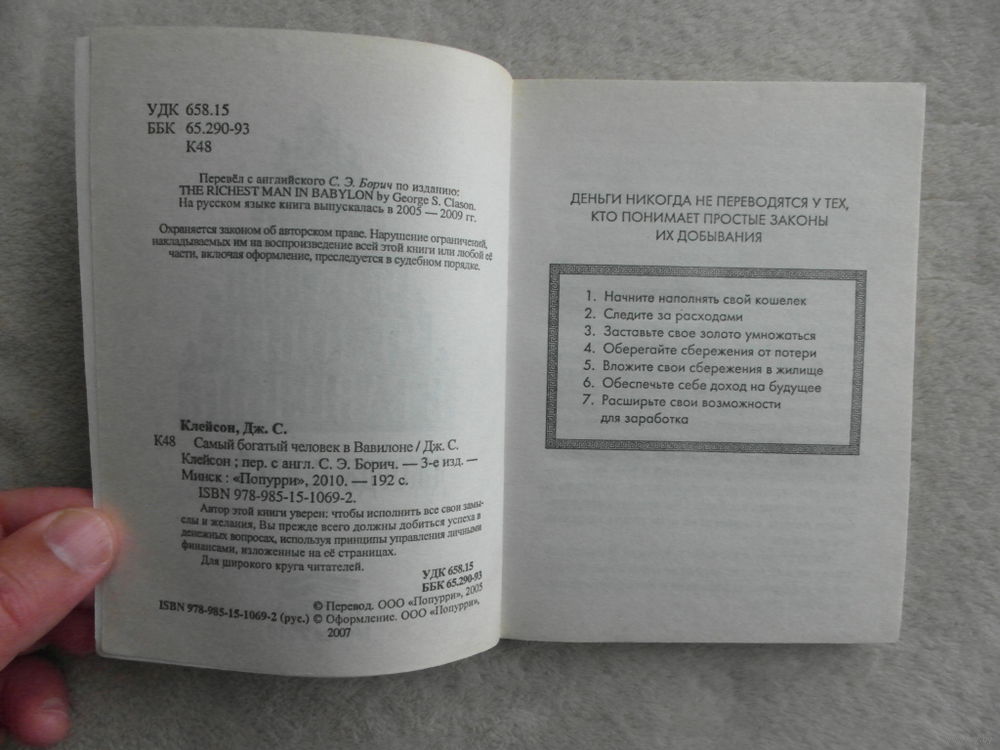 УДК 658.15
ББК 65.290-93
К48
Перевёл с английского С. Э. Борич по изданию:
THE RICHEST MAN IN BABYLON by George S. Clason.
На русском языке книга выпускалась в 2005 — 2009 гг.
Охраняется законом об авторском праве. Нарушение ограничений,
накладываемых им на воспроизведение всей этой книги или любой её
части, включая оформление, преследуется в судебном порядке.
Клейсон, Дж. С.
К48 Самый богатый человек в Вавилоне / Дж. С.
Клейсон ; пер. с англ. С. Э. Борич. — 3-е изд. —
Минск : «Попурри», 2010. — 192 с.
ISBN 978-985-15-1069-2.
Автор этой книги уверен: чтобы исполнить все свои замы-
слы и желания, Вы прежде всего должны добиться успеха в
денежных вопросах, используя принципы управления личными
финансами, изложенные на её страницах.
Для широкого круга читателей.
УДК 658.15
ББК 65.290-93
© Перевод. ООО «Попурри», 2005
ISBN 978-985-15-1069-2 (рус.) © Оформление. ООО «Попурри»,
2007
ДЕНЬГИ НИКОГДА НЕ ПЕРЕВОДЯТСЯ У ТЕХ,
КТО ПОНИМАЕТ ПРОСТЫЕ ЗАКОНЫ
ИХ ДОБЫВАНИЯ
1. Начните наполнять свой кошелек
2. Следите за расходами
3. Заставьте свое золото умножаться
4. Оберегайте сбережения от потери
5. Вложите свои сбережения в жилище
6. Обеспечьте себе доход на будущее
7. Расширьте свои возможности
для заработка